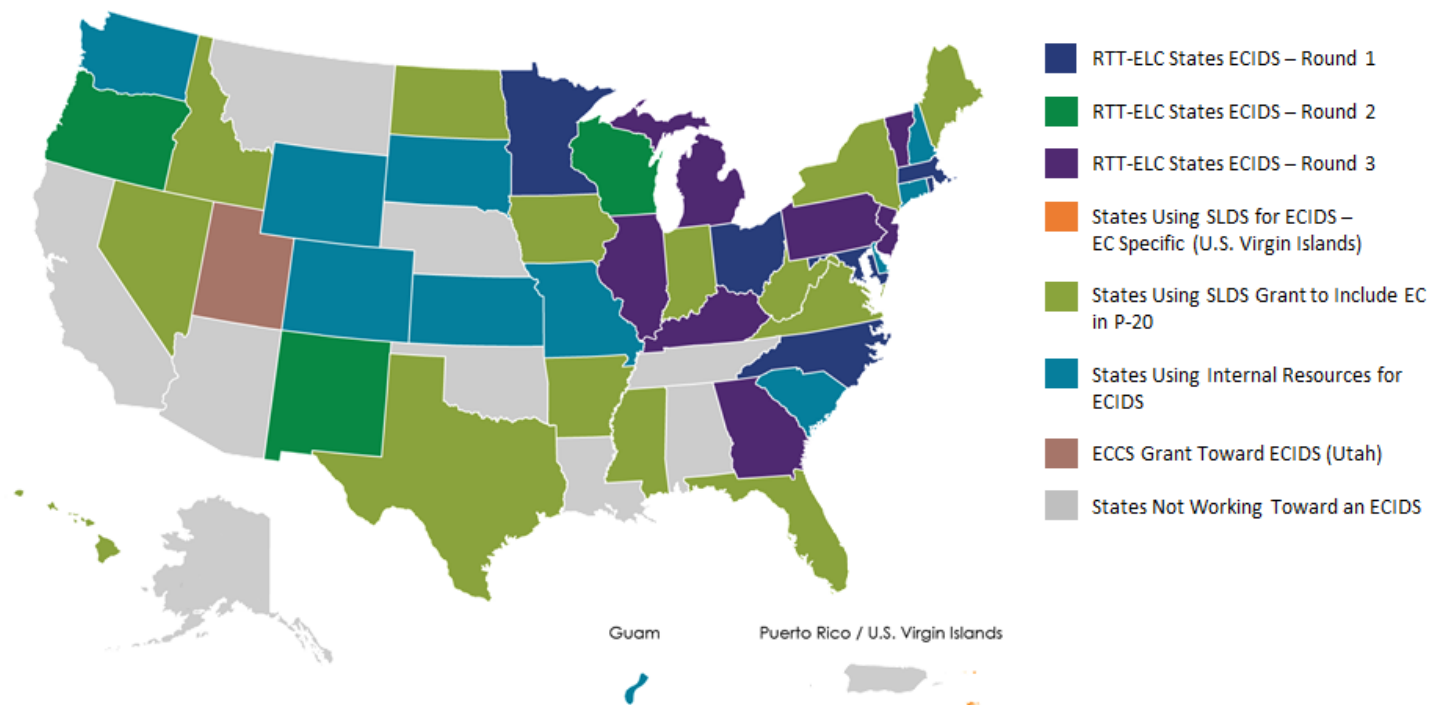 RTT-ELC States ECIDS – Round 1
RTT-ELC States ECIDS – Round 2
RTT-ELC States ECIDS – Round 3
States Using SLDS for ECIDS –
EC Specific (U.S. Virgin Islands)
States Using SLDS Grant to Include EC
in P-20
States Using Internal Resources for
ECIDS
ECCS Grant Toward ECIDS (Utah)
States Not Working Toward an ECIDS
Guam
Puerto Rico / U.S. Virgin Islands